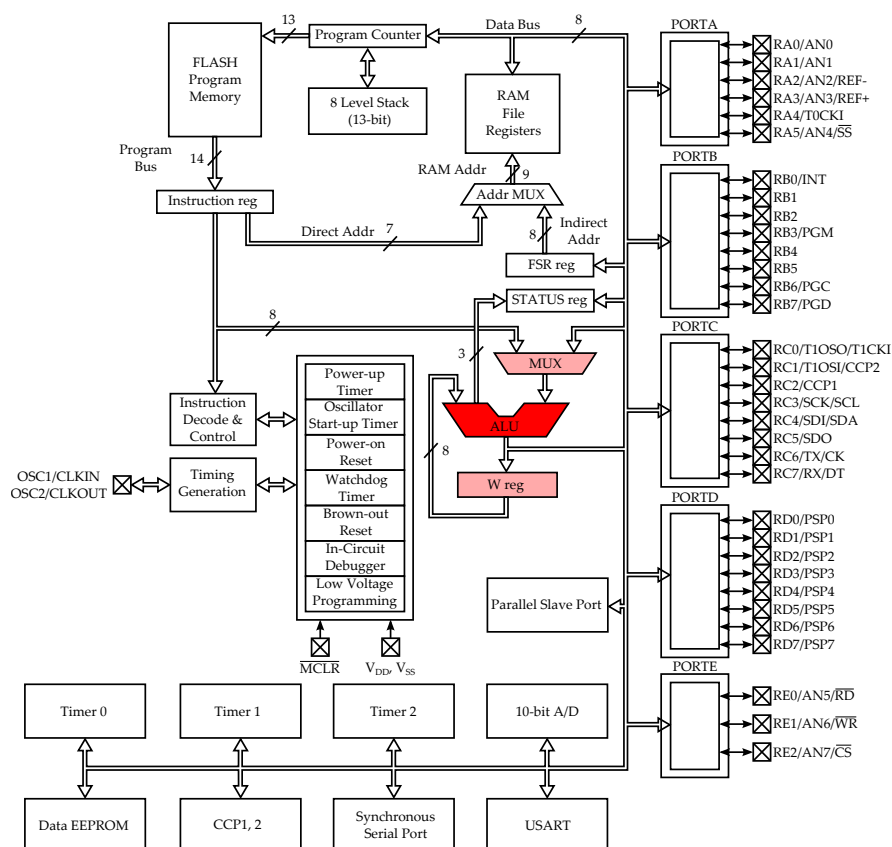 13
Program Counter
Data Bus
8
PORTA
FLASH
Program
Memory
8 Level Stack
(13-bit)
RAM
File
Registers
RA0/AN0
RA1/AN1
RA2/AN2/REF-
RA3/AN3/REF+
RA4/T0CKI
RA5/AN4/S̅S̅
Program
Bus
14
RAM Addr
9
PORTB
Instruction reg
Addr MUX
RB0/INT
RB1
RB2
RB3/PGM
RB4
RB5
RB6/PGC
RB7/PGD
Direct Addr
7
8
Indirect
Addr
FSR reg
STATUS reg
8
3
MUX
PORTC
RC0/T1OSO/T1CKI
RC1/T1OSI/CCP2
RC2/CCP1
RC3/SCK/SCL
RC4/SDI/SDA
RC5/SDO
RC6/TX/CK
RC7/RX/DT
Power-up
Timer
Oscillator
Start-up Timer
Power-on
Reset
Watchdog
Timer
Brown-out
Reset
In-Circuit
Debugger
Low Voltage
Programming
Instruction
Decode &
Control
ALU
8
W reg
OSC1/CLKIN
OSC2/CLKOUT
Timing
Generation
PORTD
RD0/PSP0
RD1/PSP1
RD2/PSP2
RD3/PSP3
RD4/PSP4
RD5/PSP5
RD6/PSP6
RD7/PSP7
Parallel Slave Port
M̅C̅L̅R̅
VDD, VSS
PORTE
RE0/AN5/R̅D̅
RE1/AN6/W̅R̅
RE2/AN7/C̅S̅
Timer 0
Timer 1
Timer 2
10-bit A/D
Data EEPROM
CCP1, 2
Synchronous
Serial Port
USART